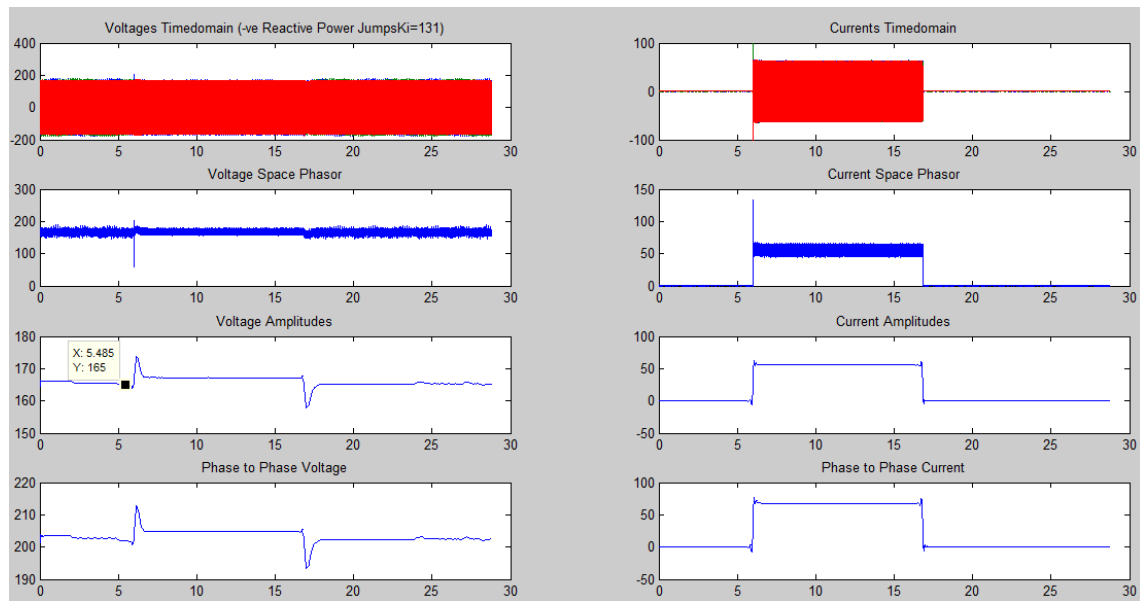 Voltages Timedomain (-ve Reactive Power JumpsKi=131)
400
200
0
-200
0 5 10 15 20 25 30
Currents Timedomain
100
0
-100
0 5 10 15 20 25 30
Voltage Space Phasor
300
200
100
0
0 5 10 15 20 25 30
Current Space Phasor
150
100
50
0
0 5 10 15 20 25 30
Voltage Amplitudes
180
170
160
150
X: 5.485
Y: 165
0 5 10 15 20 25 30
Current Amplitudes
100
50
0
-50
0 5 10 15 20 25 30
Phase to Phase Voltage
220
210
200
190
0 5 10 15 20 25 30
Phase to Phase Current
100
50
0
-50
0 5 10 15 20 25 30